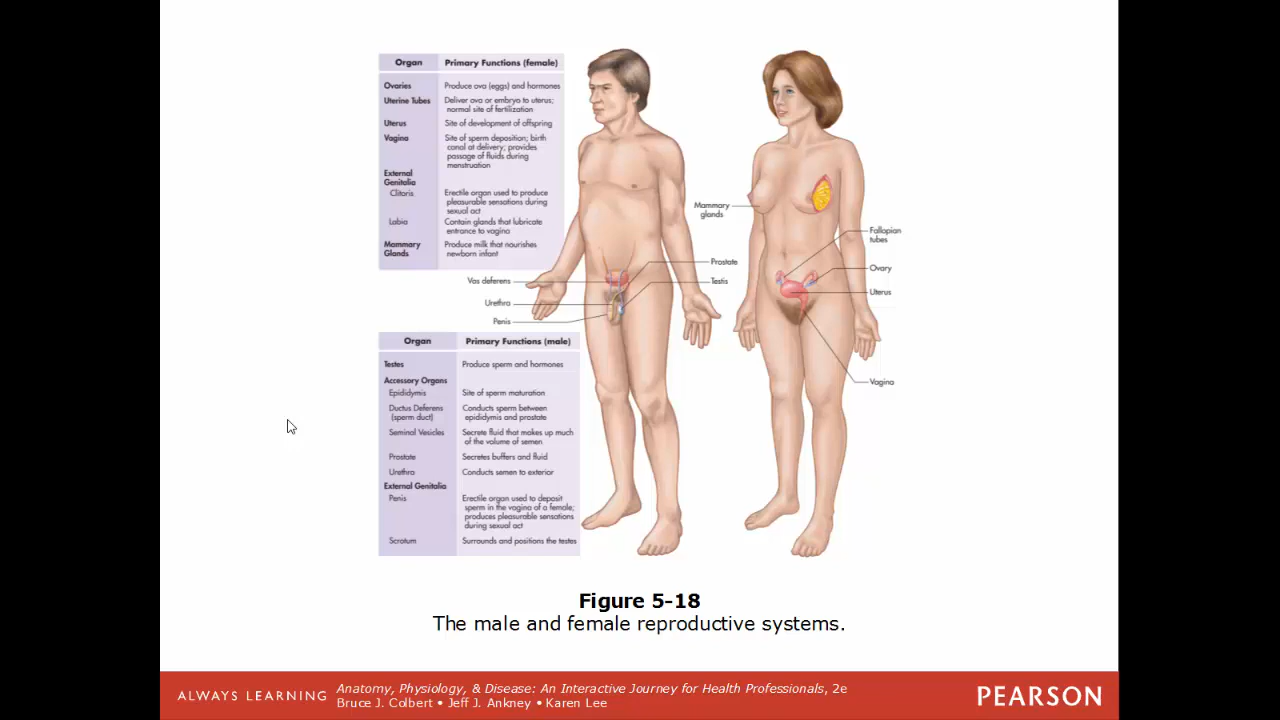 Organ Primary Functions (female)
Ovaries Produce ova (eggs) and hormones
Uterine Tubes Deliver ova or embryo to uterus;
normal site of fertilization
Uterus Site of development of offspring
Vagina Site of sperm deposition; birth
canal at delivery; provides
passage of fluids during
menstruation
External
Genitalia
Clitoris Erectile organ used to produce
pleasurable sensations during
sexual act
Labia Contain glands that lubricate
entrance to vagina
Mammary Produce milk that nourishes
Glands newborn infant
Vas deferens
Urethra
Penis
Prostate
Testis
Mammary
glands
Fallopian
tubes
Ovary
Uterus
Vagina
Organ Primary Functions (male)
Testes Produce sperm and hormones
Accessory Organs
Epididymis Site of sperm maturation
Ductus Deferens Conducts sperm between
(sperm duct) epididymis and prostate
Seminal Vesicles Secrete fluid that makes up much
of the volume of semen
Prostate Secretes buffers and fluid
Urethra Conducts semen to exterior
External Genitalia
Penis Erectile organ used to deposit
sperm in the vagina of a female;
produces pleasurable sensations
during sexual act
Scrotum Surrounds and positions the testes
Figure 5-18
The male and female reproductive systems.
ALWAYS LEARNING
Anatomy, Physiology, & Disease: An Interactive Journey for Health Professionals, 2e
Bruce J. Colbert • Jeff J. Ankney • Karen Lee
PEARSON